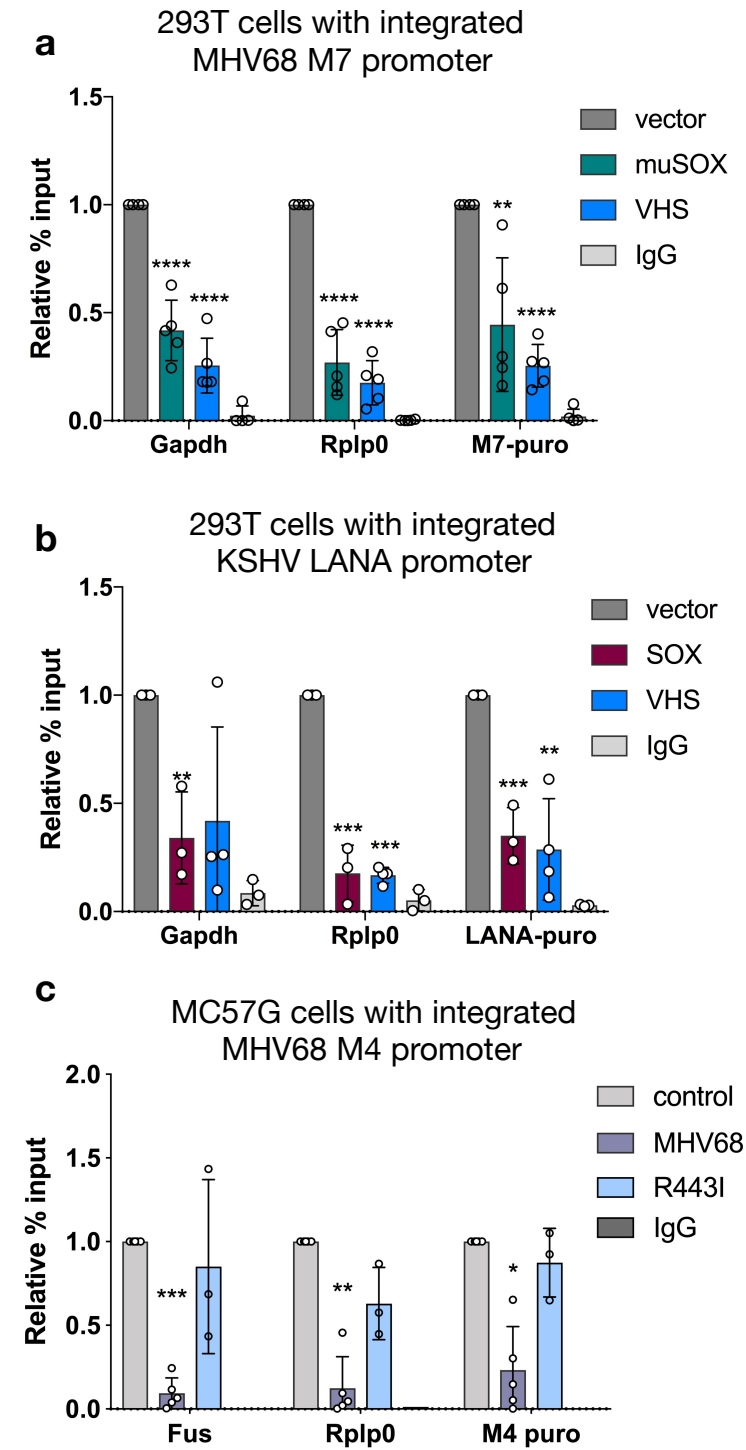 a
293T cells with integrated
MHV68 M7 promoter
Relative % input
1.5
1.0
0.5
0.0
vector
muSOX
VHS
IgG
**** **** **** **** ** ****
Gapdh Rplp0 M7-puro
b
293T cells with integrated
KSHV LANA promoter
Relative % input
1.5
1.0
0.5
0.0
vector
SOX
VHS
IgG
** *** *** *** **
Gapdh Rplp0 LANA-puro
c
MC57G cells with integrated
MHV68 M4 promoter
Relative % input
2.0
1.5
1.0
0.5
0.0
control
MHV68
R443I
IgG
*** ** *
Fus Rplp0 M4 puro